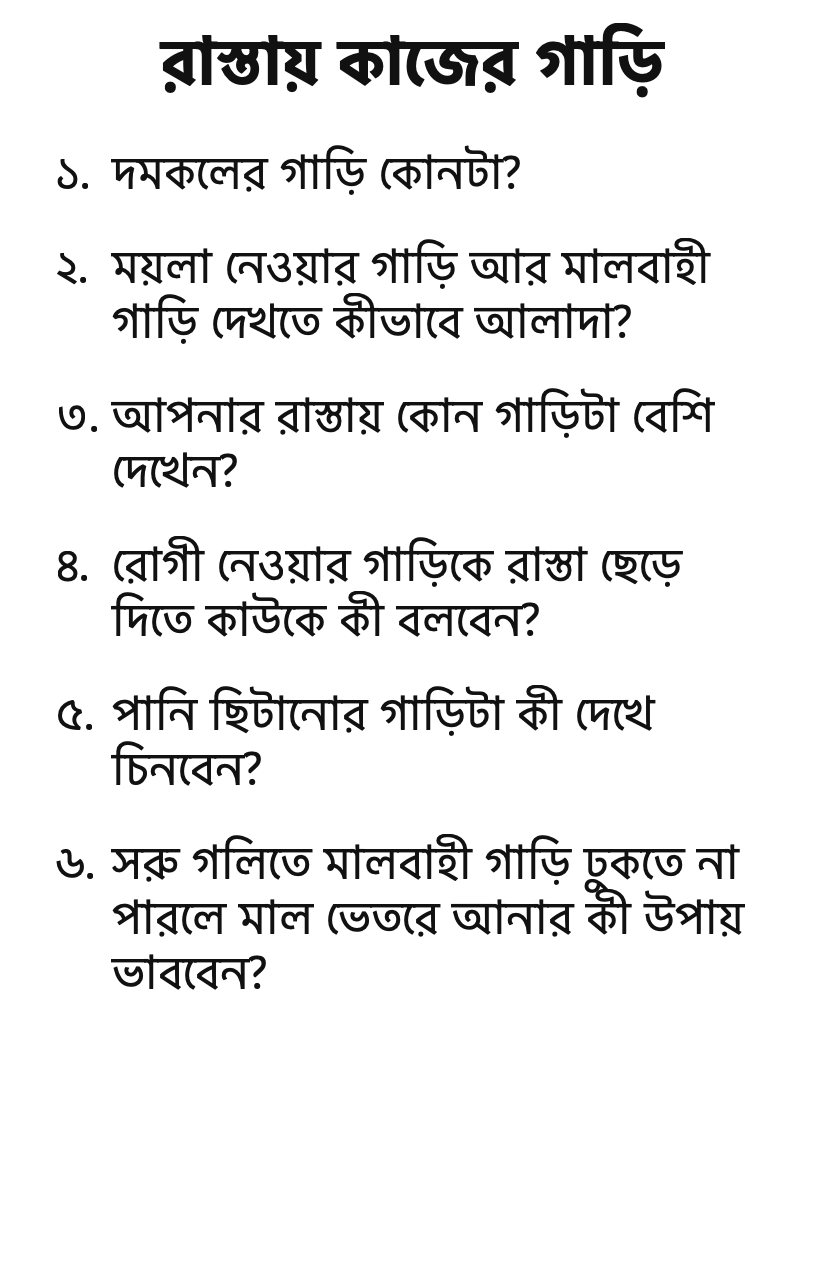 রাস্তায় কাজের গাড়ি
১. দমকলের গাড়ি কোনটা?
২. ময়লা নেওয়ার গাড়ি আর মালবাহী
গাড়ি দেখতে কীভাবে আলাদা?
৩. আপনার রাস্তায় কোন গাড়িটা বেশি
দেখেন?
৪. রোগী নেওয়ার গাড়িকে রাস্তা ছেড়ে
দিতে কাউকে কী বলবেন?
৫. পানি ছিটানোর গাড়িটা কী দেখে
চিনবেন?
৬. সরু গলিতে মালবাহী গাড়ি ঢুকতে না
পারলে মাল ভেতরে আনার কী উপায়
ভাববেন?